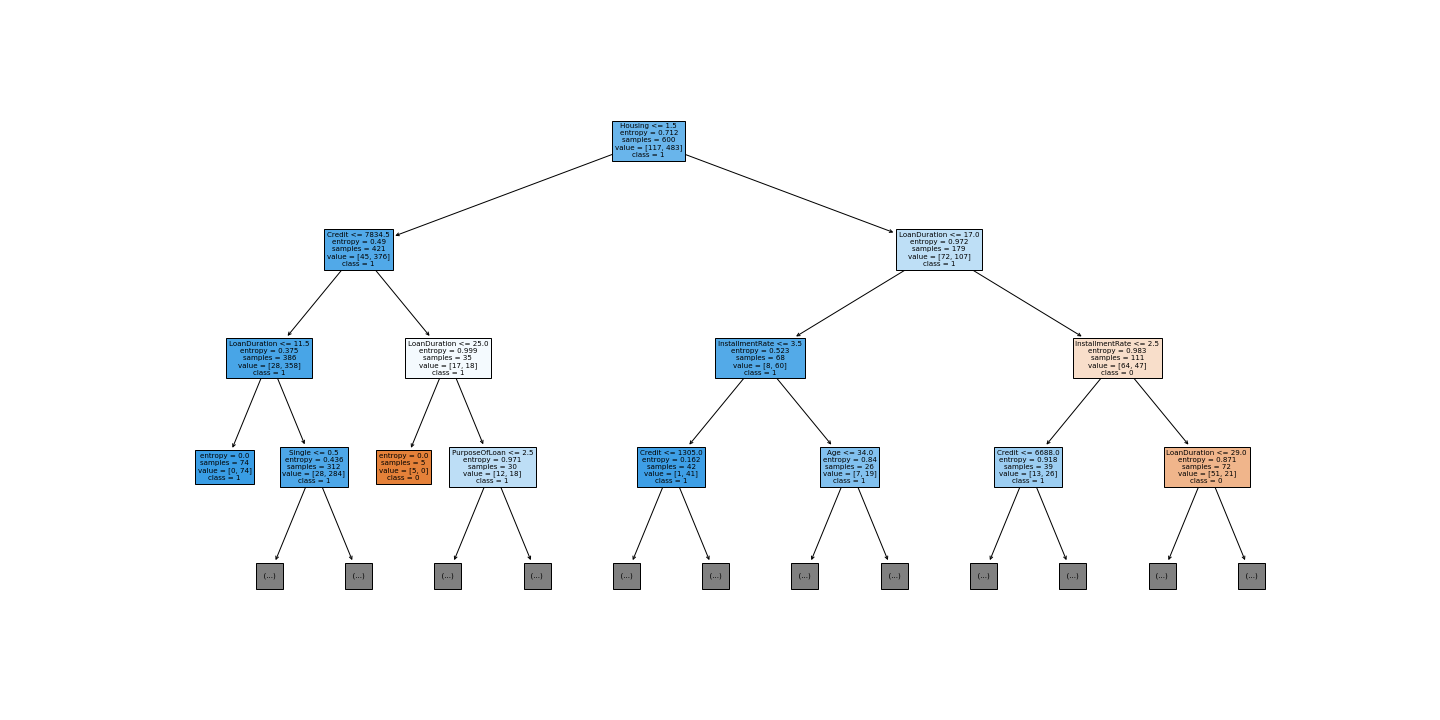 Housing <= 1.5
entropy = 0.712
samples = 600
value = [117, 483]
class = 1
Credit <= 7834.5
entropy = 0.49
samples = 421
value = [45, 376]
class = 1
LoanDuration <= 17.0
entropy = 0.972
samples = 179
value = [72, 107]
class = 1
LoanDuration <= 11.5
entropy = 0.375
samples = 386
value = [28, 358]
class = 1
LoanDuration <= 25.0
entropy = 0.999
samples = 35
value = [17, 18]
class = 1
InstallmentRate <= 3.5
entropy = 0.523
samples = 68
value = [8, 60]
class = 1
InstallmentRate <= 2.5
entropy = 0.983
samples = 111
value = [64, 47]
class = 0
entropy = 0.0
samples = 74
value = [0, 74]
class = 1
Single <= 0.5
entropy = 0.436
samples = 312
value = [28, 284]
class = 1
entropy = 0.0
samples = 5
value = [5, 0]
class = 0
PurposeOfLoan <= 2.5
entropy = 0.971
samples = 30
value = [12, 18]
class = 1
Credit <= 1305.0
entropy = 0.162
samples = 42
value = [1, 41]
class = 1
Age <= 34.0
entropy = 0.84
samples = 26
value = [7, 19]
class = 1
Credit <= 6688.0
entropy = 0.918
samples = 39
value = [13, 26]
class = 1
LoanDuration <= 29.0
entropy = 0.871
samples = 72
value = [51, 21]
class = 0
(...)
(...)
(...)
(...)
(...)
(...)
(...)
(...)
(...)
(...)
(...)
(...)